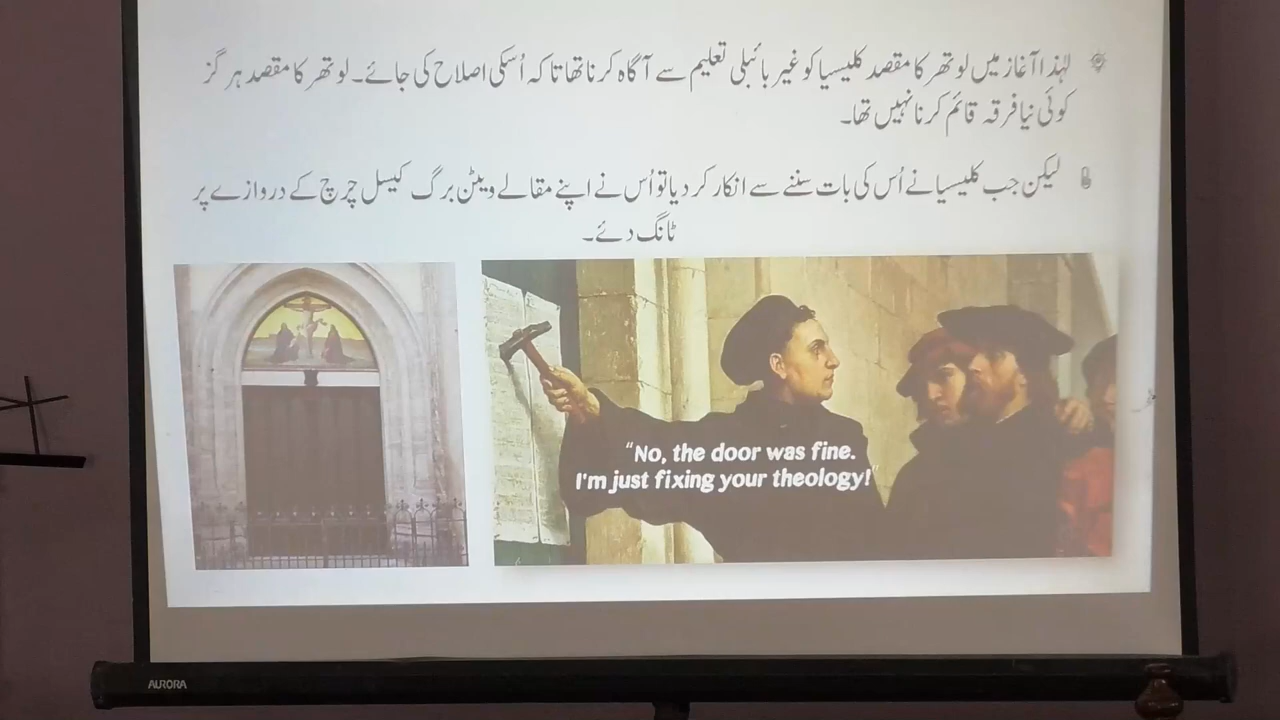 لہٰذا آغاز میں لوتھر کا مقصد کلیسیا کو غیر بائبلی تعلیم سے آگاہ کرنا تھا تاکہ اُسکی اصلاح کی جائے۔ لوتھر کا مقصد ہر گز
کوئی نیا فرقہ قائم کرنا نہیں تھا۔
لیکن جب کلیسیا نے اُس کی بات سننے سے انکار کر دیا تو اُس نے اپنے مقالے ویٹن برگ کیسل چرچ کے دروازے پر
ٹانگ دئے۔
“No, the door was fine.
I'm just fixing your theology!”
AURORA